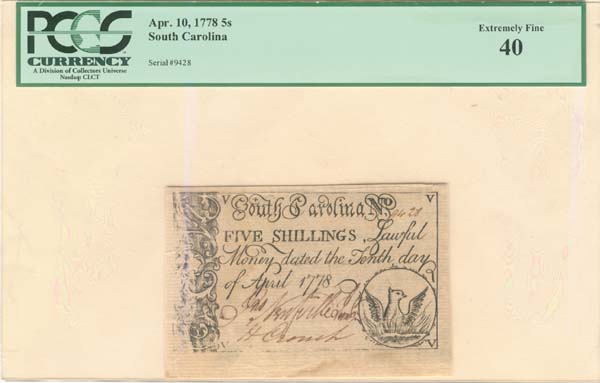 PCGS
CURRENCY
A Division of Collectors Universe
Nasdaq CLCT
Apr. 10, 1778 5s
South Carolina
Serial #9428
Extremely Fine
40
V V
South Carolina No. 9428
FIVE SHILLINGS, Lawful
Money dated the Tenth day
of April 1778.
H Crouch
V V